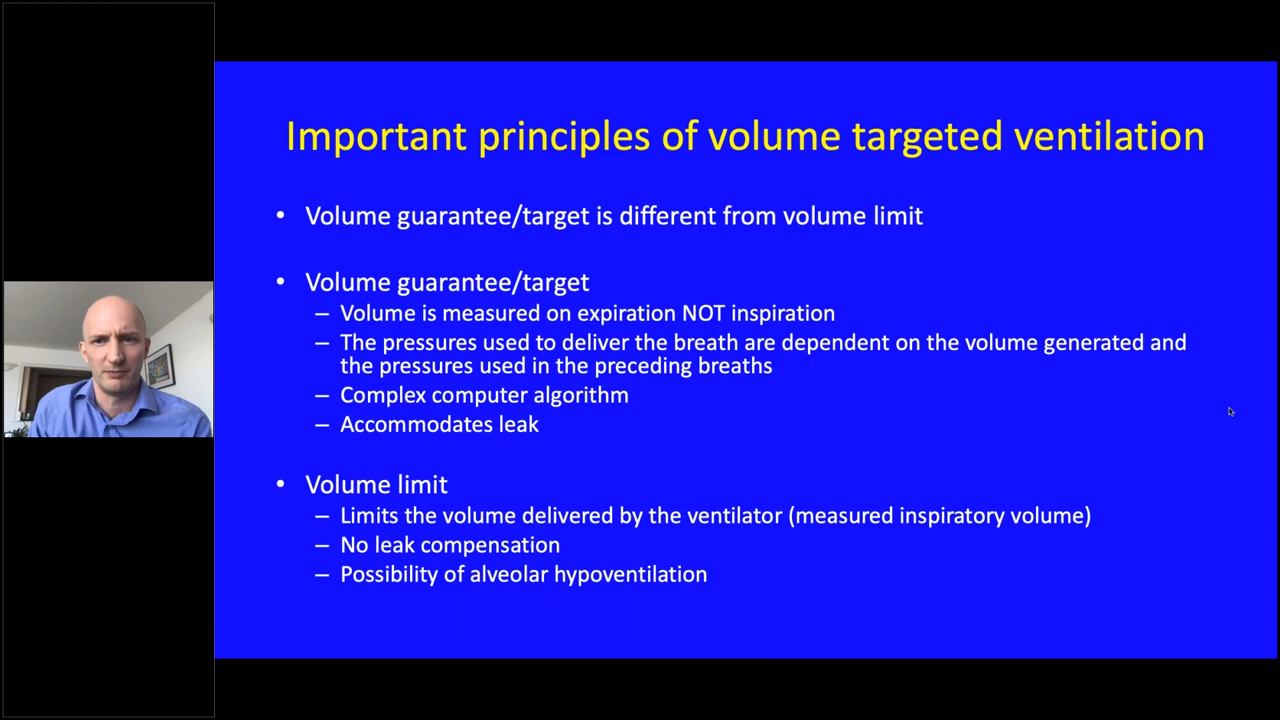 Important principles of volume targeted ventilation
• Volume guarantee/target is different from volume limit
• Volume guarantee/target
– Volume is measured on expiration NOT inspiration
– The pressures used to deliver the breath are dependent on the volume generated and
the pressures used in the preceding breaths
– Complex computer algorithm
– Accommodates leak
• Volume limit
– Limits the volume delivered by the ventilator (measured inspiratory volume)
– No leak compensation
– Possibility of alveolar hypoventilation